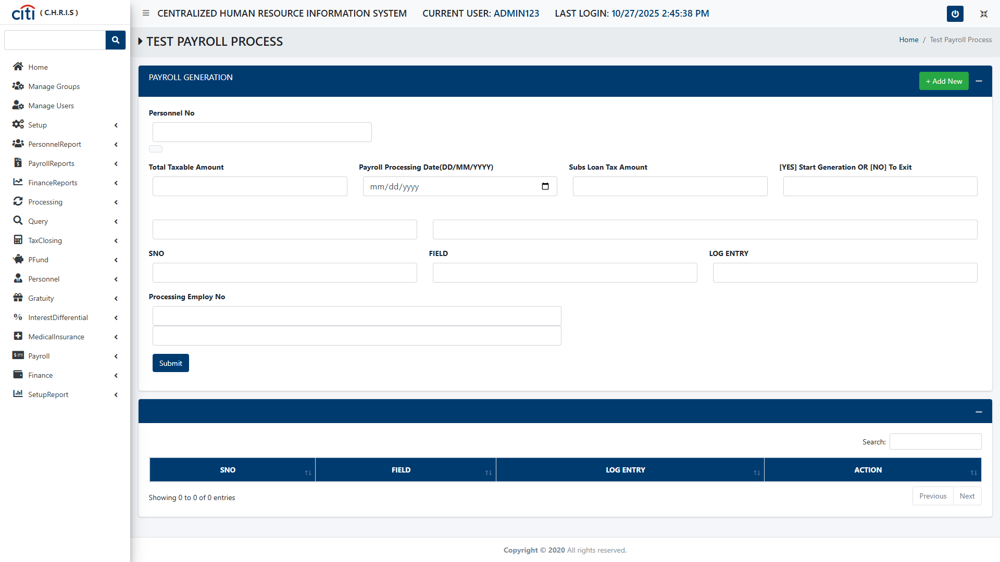 citi ( C.H.R.I.S )
CENTRALIZED HUMAN RESOURCE INFORMATION SYSTEM CURRENT USER: ADMIN123 LAST LOGIN: 10/27/2025 2:45:38 PM
TEST PAYROLL PROCESS
Home / Test Payroll Process
Home
Manage Groups
Manage Users
Setup
PersonnelReport
PayrollReports
FinanceReports
Processing
Query
TaxClosing
PFund
Personnel
Gratuity
InterestDifferential
MedicalInsurance
Payroll
Finance
SetupReport
PAYROLL GENERATION
+ Add New
Personnel No
Total Taxable Amount Payroll Processing Date(DD/MM/YYYY) Subs Loan Tax Amount [YES] Start Generation OR [NO] To Exit
mm/dd/yyyy
SNO FIELD LOG ENTRY
Processing Employ No
Submit
Search:
SNO FIELD LOG ENTRY ACTION
Showing 0 to 0 of 0 entries
Previous Next
Copyright © 2020 All rights reserved.